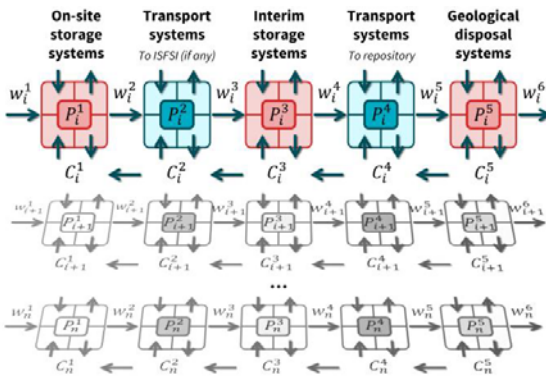 On-site storage systems
Transport systems
To ISFSI (if any)
Interim storage systems
Transport systems
To repository
Geological disposal systems
w_i^1 P_i^1 w_i^2 P_i^2 w_i^3 P_i^3 w_i^4 P_i^4 w_i^5 P_i^5 w_i^6
C_i^1 C_i^2 C_i^3 C_i^4 C_i^5
w_{i+1}^1 P_{i+1}^1 w_{i+1}^2 P_{i+1}^2 w_{i+1}^3 P_{i+1}^3 w_{i+1}^4 P_{i+1}^4 w_{i+1}^5 P_{i+1}^5 w_{i+1}^6
C_{i+1}^1 C_{i+1}^2 C_{i+1}^3 C_{i+1}^4 C_{i+1}^5
...
w_n^1 P_n^1 w_n^2 P_n^2 w_n^3 P_n^3 w_n^4 P_n^4 w_n^5 P_n^5 w_n^6
C_n^1 C_n^2 C_n^3 C_n^4 C_n^5